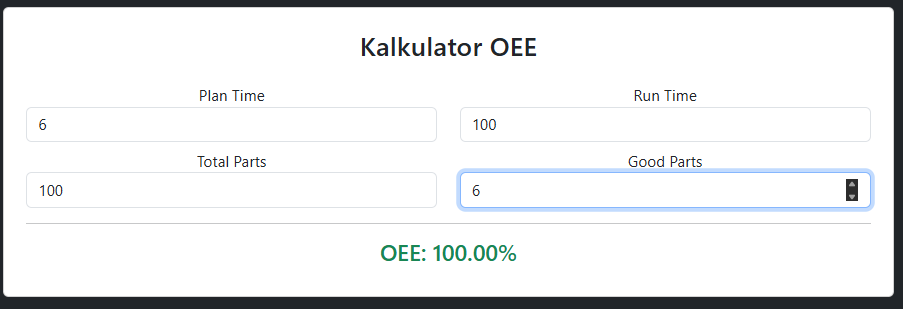 Kalkulator OEE
Plan Time
Run Time
6
100
Total Parts
Good Parts
100
6
OEE: 100.00%